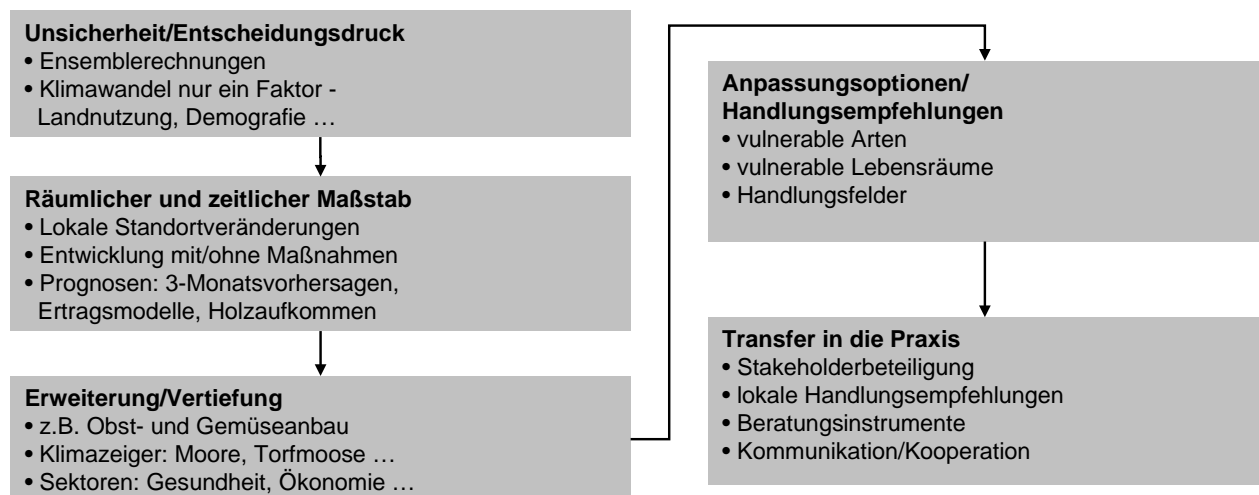 Unsicherheit/Entscheidungsdruck
• Ensemblerechnungen
• Klimawandel nur ein Faktor -
Landnutzung, Demografie …
Räumlicher und zeitlicher Maßstab
• Lokale Standortveränderungen
• Entwicklung mit/ohne Maßnahmen
• Prognosen: 3-Monatsvorhersagen,
Ertragsmodelle, Holzaufkommen
Erweiterung/Vertiefung
• z.B. Obst- und Gemüseanbau
• Klimazeiger: Moore, Torfmoose …
• Sektoren: Gesundheit, Ökonomie …
Anpassungsoptionen/
Handlungsempfehlungen
• vulnerable Arten
• vulnerable Lebensräume
• Handlungsfelder
Transfer in die Praxis
• Stakeholderbeteiligung
• lokale Handlungsempfehlungen
• Beratungsinstrumente
• Kommunikation/Kooperation